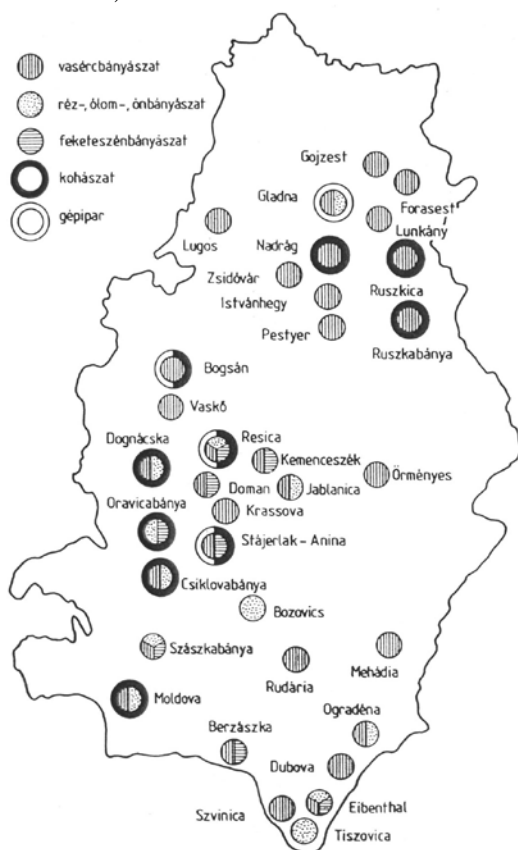 vasércbányászat
réz-, ólom-, ónbányászat
feketeszénbányászat
kohászat
gépipar
Gojzest
Gladna
Forasest
Lunkány
Lugos
Nadrág
Zsidóvár
Ruszkica
Istvánhegy
Pestyer
Ruszkabánya
Bogsán
Vaskő
Dognácska
Resica
Kemenceszék
Örményes
Doman
Jablanica
Oravicabánya
Krassova
Stájerlak-Anina
Csiklovabánya
Bozovics
Szászkabánya
Mehádia
Rudária
Moldova
Ogradéna
Berzászka
Dubova
Szvinica
Eibenthal
Tiszovica